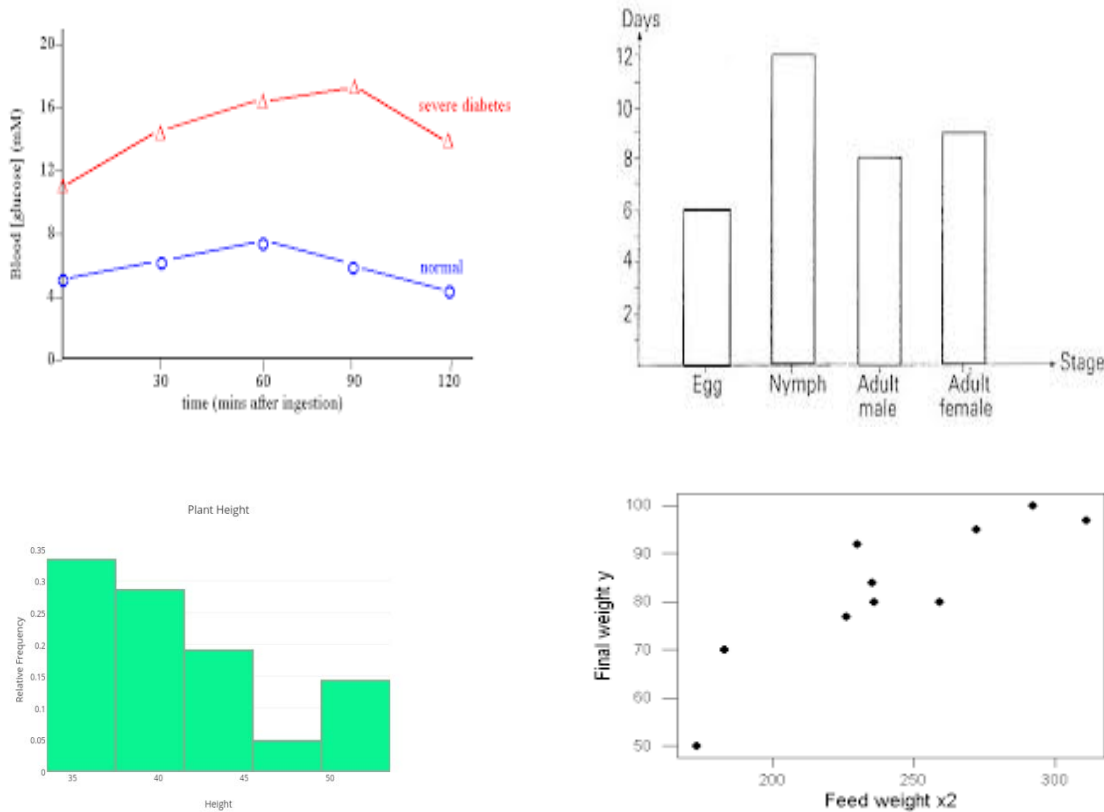 20
16
12
8
4
0
Blood [glucose] (mM)
severe diabetes
normal
30 60 90 120
time (mins after ingestion)
Days
12
10
8
6
4
2
Egg Nymph Adult male Adult female
Stage
Plant Height
0.35
0.3
0.25
0.2
0.15
0.1
0.05
0
Relative Frequency
35 40 45 50
Height
100
90
80
70
60
50
Final weight y
200 250 300
Feed weight x2